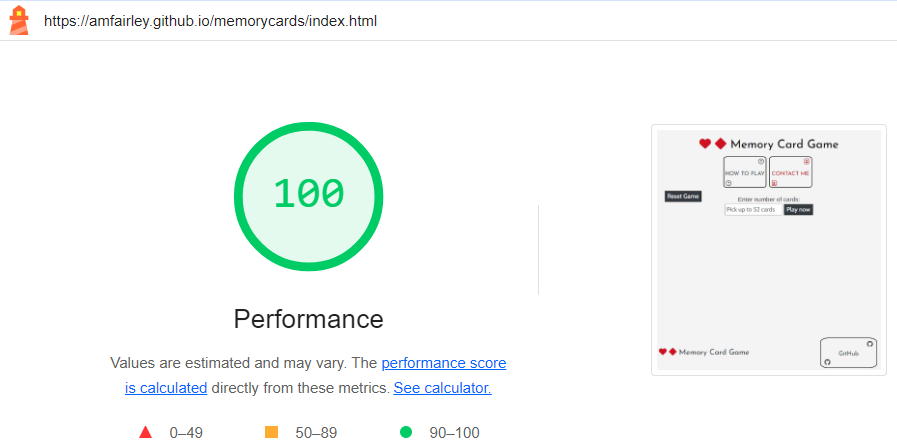 https://amfairley.github.io/memorycards/index.html
100
Performance
Values are estimated and may vary. The performance score
is calculated directly from these metrics. See calculator.
0–49
50–89
90–100
Memory Card Game
HOW TO PLAY
CONTACT ME
Reset Game
Enter number of cards:
Pick up to 52 cards
Play now
Memory Card Game
GitHub